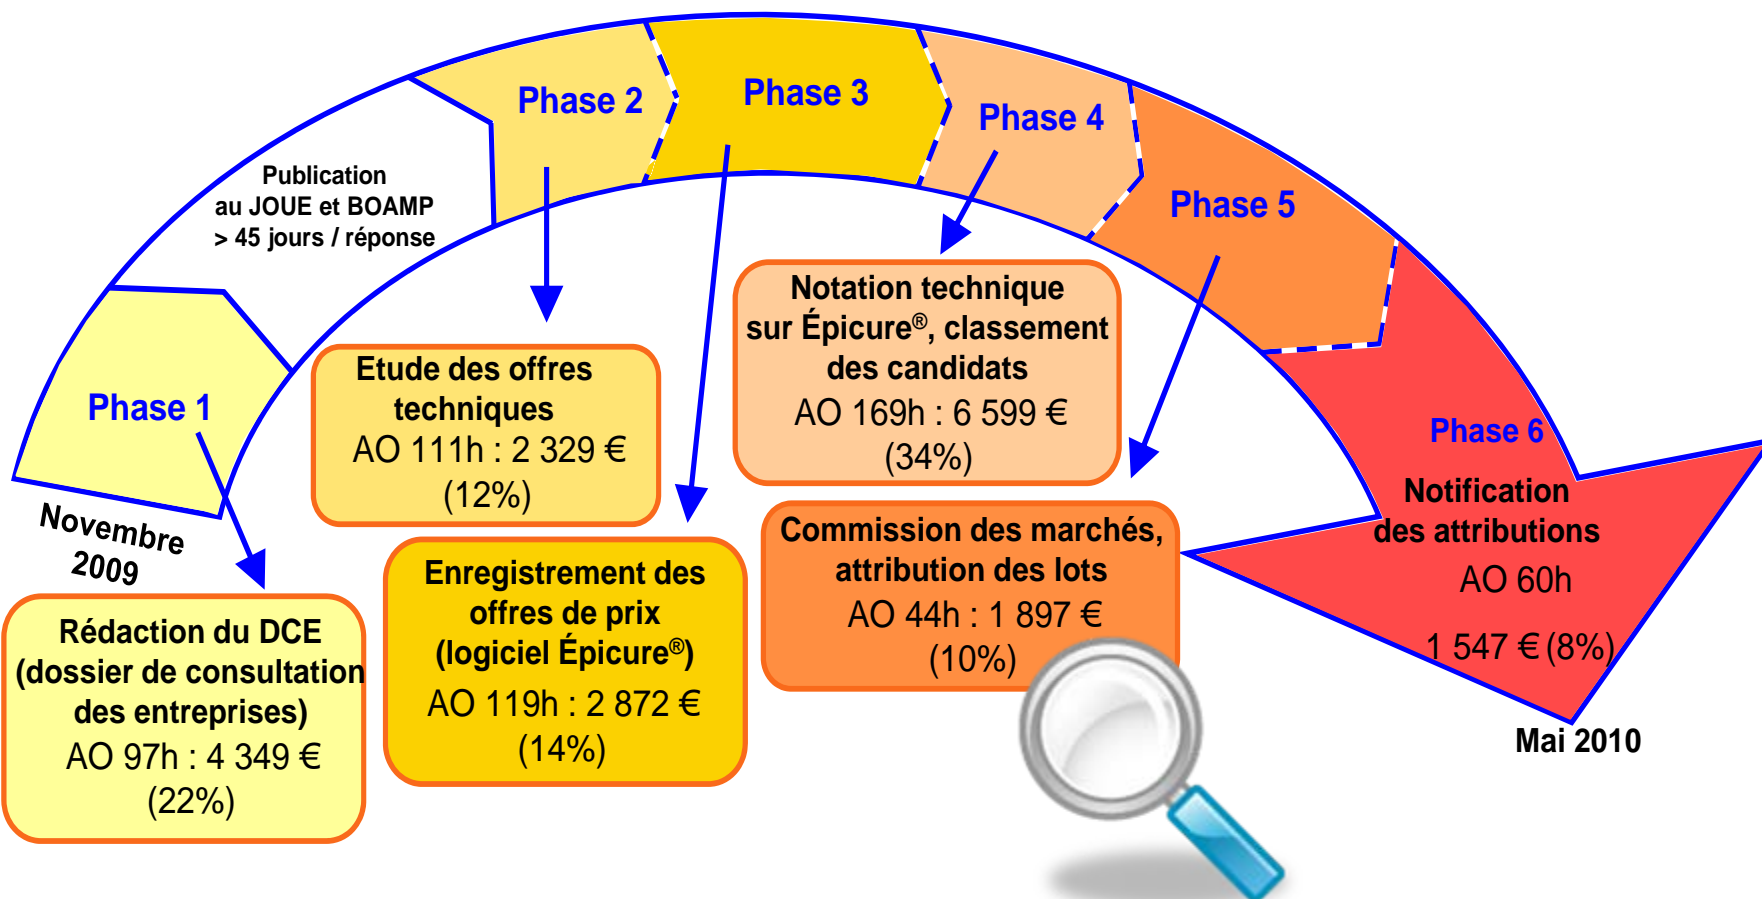 Phase 1
Novembre
2009
Rédaction du DCE
(dossier de consultation
des entreprises)
AO 97h : 4 349 €
(22%)
Publication
au JOUE et BOAMP
> 45 jours / réponse
Phase 2
Etude des offres
techniques
AO 111h : 2 329 €
(12%)
Phase 3
Enregistrement des
offres de prix
(logiciel Épicure®)
AO 119h : 2 872 €
(14%)
Phase 4
Notation technique
sur Épicure®, classement
des candidats
AO 169h : 6 599 €
(34%)
Phase 5
Commission des marchés,
attribution des lots
AO 44h : 1 897 €
(10%)
Phase 6
Notification
des attributions
AO 60h
1 547 € (8%)
Mai 2010